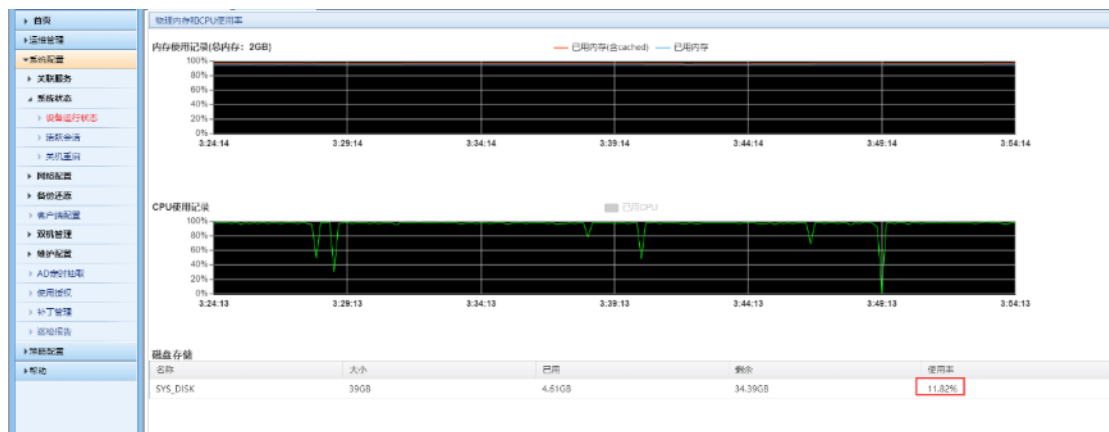 首页
运维管理
系统配置
关联服务
系统状态
设备运行状态
活跃会话
关机重启
网络配置
备份还原
客户端配置
双机管理
维护配置
AD定时抽取
使用授权
补丁管理
巡检报告
策略配置
帮助
物理内存和CPU使用率
内存使用记录(总内存: 2GB)
已用内存(含cached) 已用内存
100%
80%
60%
40%
20%
0%
3:24:14 3:29:14 3:34:14 3:39:14 3:44:14 3:49:14 3:54:14
CPU使用记录
已用CPU
100%
80%
60%
40%
20%
0%
3:24:13 3:29:13 3:34:13 3:39:13 3:44:13 3:49:13 3:54:13
磁盘存储
名称 大小 已用 剩余 使用率
SYS_DISK 39GB 4.61GB 34.39GB 11.82%